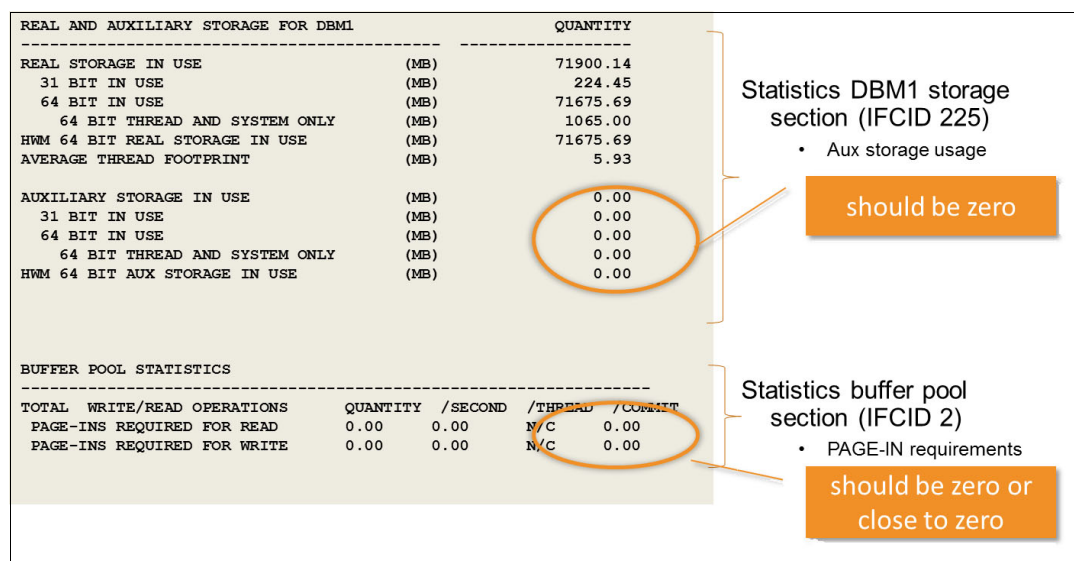 REAL AND AUXILIARY STORAGE FOR DBM1 QUANTITY
-------------------------------------------- ------------------
REAL STORAGE IN USE (MB) 71900.14
31 BIT IN USE (MB) 224.45
64 BIT IN USE (MB) 71675.69
64 BIT THREAD AND SYSTEM ONLY (MB) 1065.00
HWM 64 BIT REAL STORAGE IN USE (MB) 71675.69
AVERAGE THREAD FOOTPRINT (MB) 5.93
AUXILIARY STORAGE IN USE (MB) 0.00
31 BIT IN USE (MB) 0.00
64 BIT IN USE (MB) 0.00
64 BIT THREAD AND SYSTEM ONLY (MB) 0.00
HWM 64 BIT AUX STORAGE IN USE (MB) 0.00
Statistics DBM1 storage
section (IFCID 225)
• Aux storage usage
should be zero
BUFFER POOL STATISTICS
------------------------------------------------------------------
TOTAL WRITE/READ OPERATIONS QUANTITY /SECOND /THREAD /COMMIT
PAGE-INS REQUIRED FOR READ 0.00 0.00 N/C 0.00
PAGE-INS REQUIRED FOR WRITE 0.00 0.00 N/C 0.00
Statistics buffer pool
section (IFCID 2)
• PAGE-IN requirements
should be zero or
close to zero